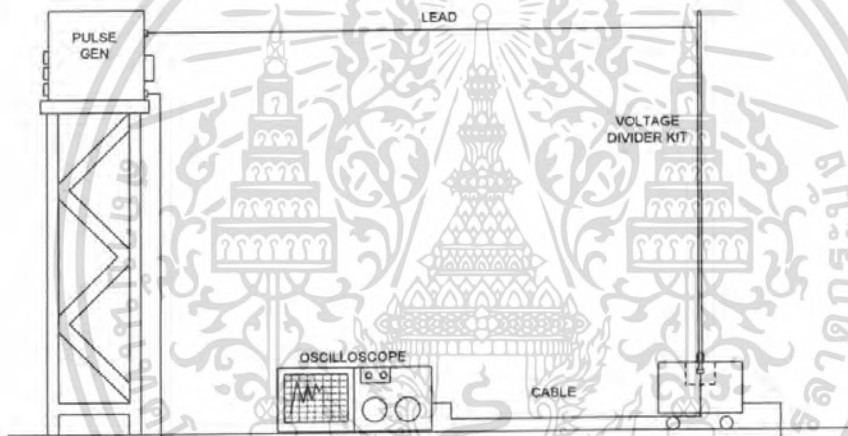 LEAD
PULSE
GEN
VOLTAGE
DIVIDER KIT
OSCILLOSCOPE
CABLE